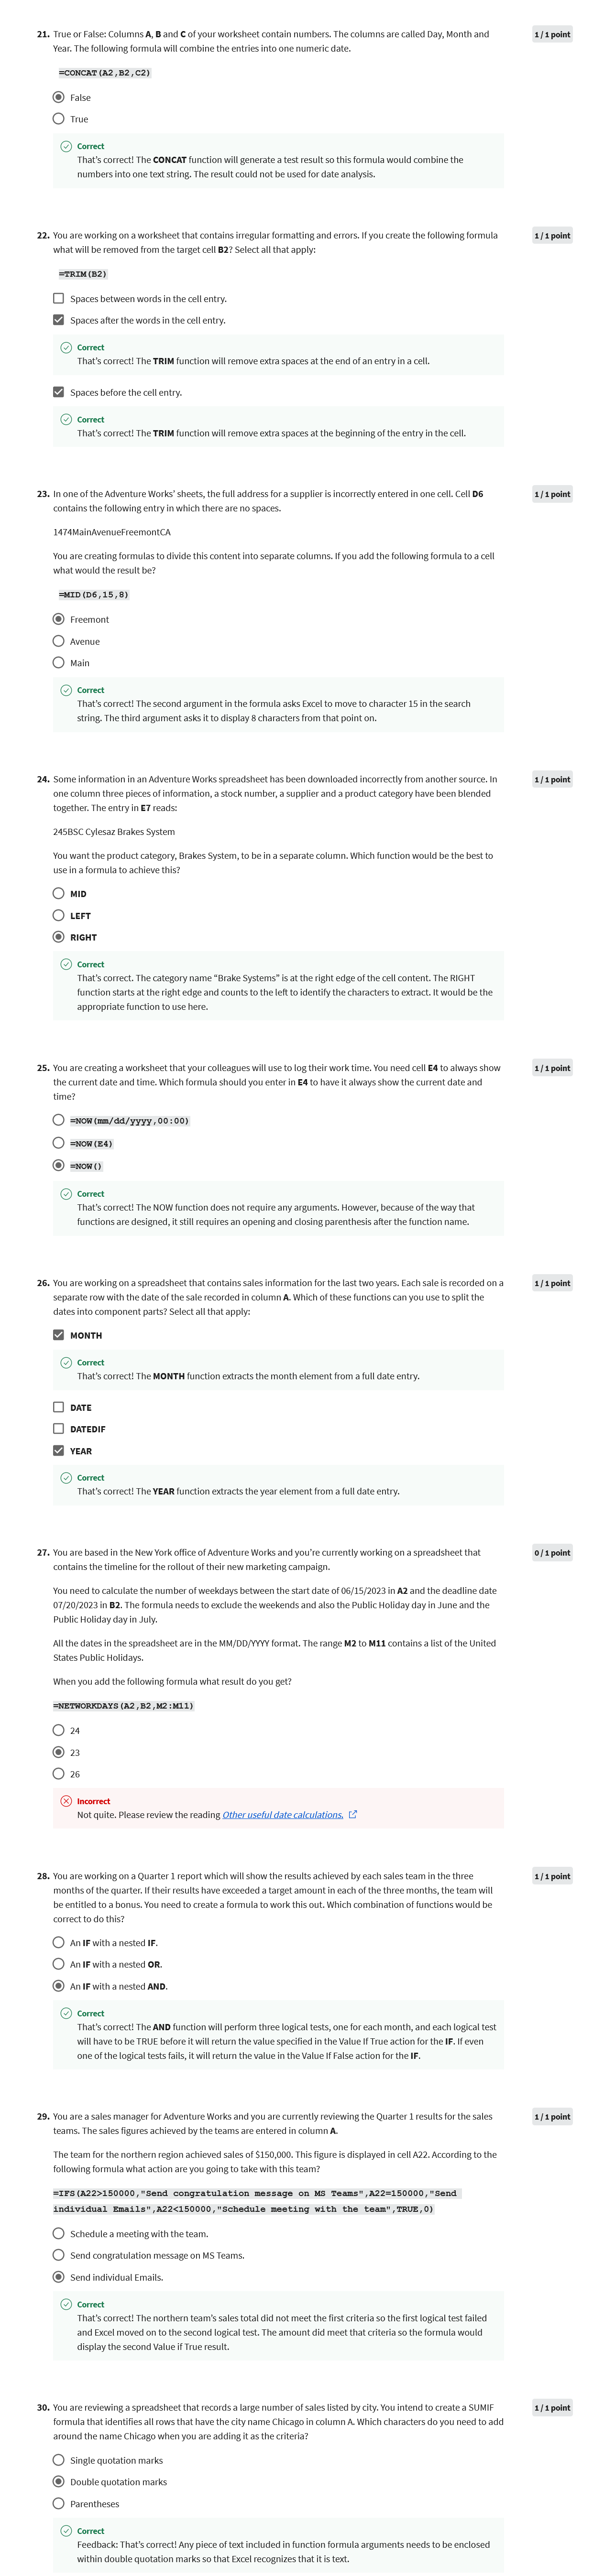 21. True or False: Columns A, B and C of your worksheet contain numbers. The columns are called Day, Month and
Year. The following formula will combine the entries into one numeric date.
1 / 1 point
=CONCAT(A2,B2,C2)
False
True
Correct
That's correct! The CONCAT function will generate a test result so this formula would combine the
numbers into one text string. The result could not be used for date analysis.
22. You are working on a worksheet that contains irregular formatting and errors. If you create the following formula
what will be removed from the target cell B2? Select all that apply:
1 / 1 point
=TRIM(B2)
Spaces between words in the cell entry.
Spaces after the words in the cell entry.
Correct
That's correct! The TRIM function will remove extra spaces at the end of an entry in a cell.
Spaces before the cell entry.
Correct
That's correct! The TRIM function will remove extra spaces at the beginning of the entry in the cell.
23. In one of the Adventure Works' sheets, the full address for a supplier is incorrectly entered in one cell. Cell D6
contains the following entry in which there are no spaces.
1 / 1 point
1474MainAvenueFreemontCA
You are creating formulas to divide this content into separate columns. If you add the following formula to a cell
what would the result be?
=MID(D6,15,8)
Freemont
Avenue
Main
Correct
That's correct! The second argument in the formula asks Excel to move to character 15 in the search
string. The third argument asks it to display 8 characters from that point on.
24. Some information in an Adventure Works spreadsheet has been downloaded incorrectly from another source. In
one column three pieces of information, a stock number, a supplier and a product category have been blended
together. The entry in E7 reads:
1 / 1 point
245BSC Cylesaz Brakes System
You want the product category, Brakes System, to be in a separate column. Which function would be the best to
use in a formula to achieve this?
MID
LEFT
RIGHT
Correct
That's correct. The category name "Brake Systems" is at the right edge of the cell content. The RIGHT
function starts at the right edge and counts to the left to identify the characters to extract. It would be the
appropriate function to use here.
25. You are creating a worksheet that your colleagues will use to log their work time. You need cell E4 to always show
the current date and time. Which formula should you enter in E4 to have it always show the current date and
time?
1 / 1 point
=NOW(mm/dd/yyyy,00:00)
=NOW(E4)
=NOW()
Correct
That's correct! The NOW function does not require any arguments. However, because of the way that
functions are designed, it still requires an opening and closing parenthesis after the function name.
26. You are working on a spreadsheet that contains sales information for the last two years. Each sale is recorded on a
separate row with the date of the sale recorded in column A. Which of these functions can you use to split the
dates into component parts? Select all that apply:
1 / 1 point
MONTH
Correct
That's correct! The MONTH function extracts the month element from a full date entry.
DATE
DATEDIF
YEAR
Correct
That's correct! The YEAR function extracts the year element from a full date entry.
27. You are based in the New York office of Adventure Works and you're currently working on a spreadsheet that
contains the timeline for the rollout of their new marketing campaign.
0 / 1 point
You need to calculate the number of weekdays between the start date of 06/15/2023 in A2 and the deadline date
07/20/2023 in B2. The formula needs to exclude the weekends and also the Public Holiday day in June and the
Public Holiday day in July.
All the dates in the spreadsheet are in the MM/DD/YYYY format. The range M2 to M11 contains a list of the United
States Public Holidays.
When you add the following formula what result do you get?
=NETWORKDAYS(A2,B2,M2:M11)
24
23
26
Incorrect
Not quite. Please review the reading Other useful date calculations.
28. You are working on a Quarter 1 report which will show the results achieved by each sales team in the three
months of the quarter. If their results have exceeded a target amount in each of the three months, the team will
be entitled to a bonus. You need to create a formula to work this out. Which combination of functions would be
correct to do this?
1 / 1 point
An IF with a nested IF.
An IF with a nested OR.
An IF with a nested AND.
Correct
That's correct! The AND function will perform three logical tests, one for each month, and each logical test
will have to be TRUE before it will return the value specified in the Value If True action for the IF. If even
one of the logical tests fails, it will return the value in the Value If False action for the IF.
29. You are a sales manager for Adventure Works and you are currently reviewing the Quarter 1 results for the sales
teams. The sales figures achieved by the teams are entered in column A.
1 / 1 point
The team for the northern region achieved sales of $150,000. This figure is displayed in cell A22. According to the
following formula what action are you going to take with this team?
=IFS(A22>150000,"Send congratulation message on MS Teams",A22=150000,"Send
individual Emails",A22<150000,"Schedule meeting with the team",TRUE,0)
Schedule a meeting with the team.
Send congratulation message on MS Teams.
Send individual Emails.
Correct
That's correct! The northern team's sales total did not meet the first criteria so the first logical test failed
and Excel moved on to the second logical test. The amount did meet that criteria so the formula would
display the second Value if True result.
30. You are reviewing a spreadsheet that records a large number of sales listed by city. You intend to create a SUMIF
formula that identifies all rows that have the city name Chicago in column A. Which characters do you need to add
around the name Chicago when you are adding it as the criteria?
1 / 1 point
Single quotation marks
Double quotation marks
Parentheses
Correct
Feedback: That's correct! Any piece of text included in function formula arguments needs to be enclosed
within double quotation marks so that Excel recognizes that it is text.